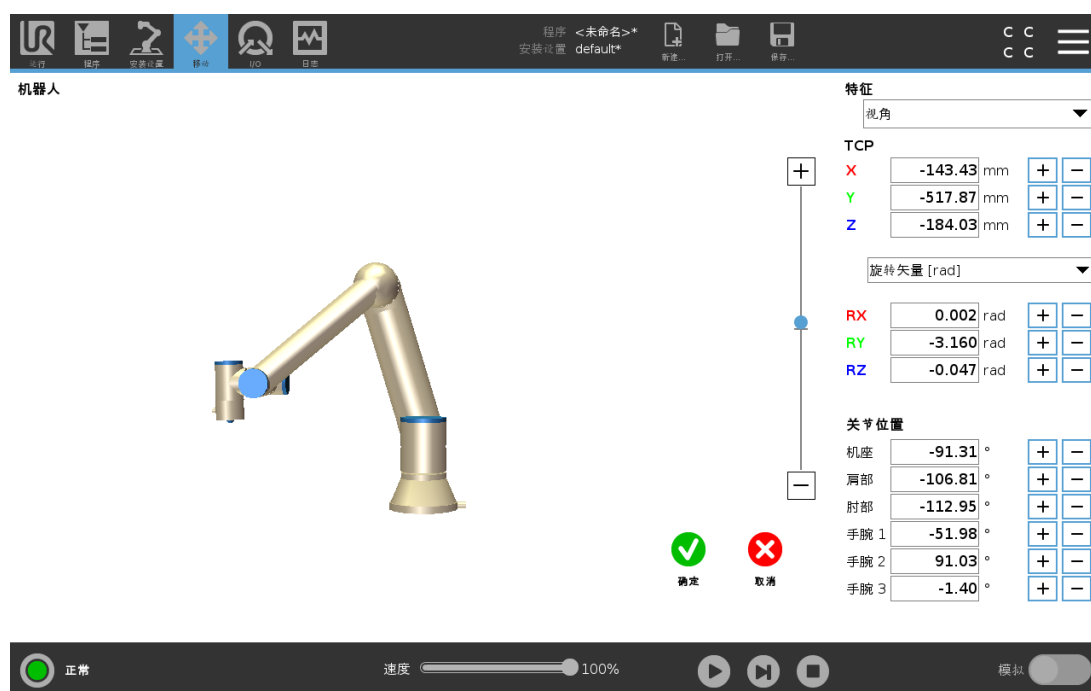 程序 <未命名>*
C C
安装设置 default*
C C
运行 程序 安装设置 移动 I/O 日志
新建... 打开... 保存...
机器人
特征
视角
TCP
X -143.43 mm + −
Y -517.87 mm + −
Z -184.03 mm + −
旋转矢量 [rad]
RX 0.002 rad + −
RY -3.160 rad + −
RZ -0.047 rad + −
关节位置
机座 -91.31 ° + −
肩部 -106.81 ° + −
肘部 -112.95 ° + −
手腕 1 -51.98 ° + −
手腕 2 91.03 ° + −
手腕 3 -1.40 ° + −
确定 取消
正常 速度 100% 模拟